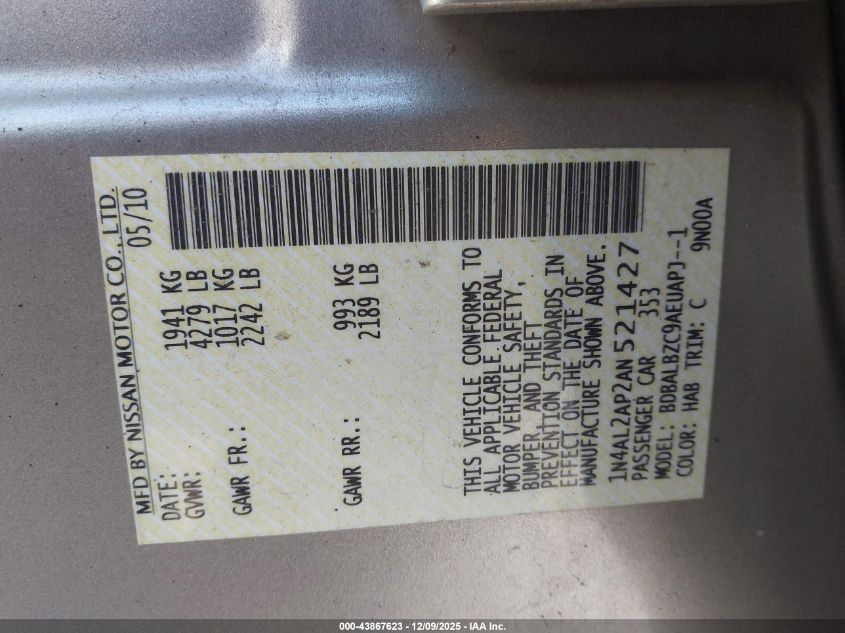 MFD BY NISSAN MOTOR CO., LTD.
DATE: 05/10
GVWR: 1941 KG
4279 LB
GAWR FR.: 1017 KG
2242 LB
GAWR RR.: 993 KG
2189 LB
THIS VEHICLE CONFORMS TO
ALL APPLICABLE FEDERAL
MOTOR VEHICLE SAFETY,
BUMPER, AND THEFT
PREVENTION STANDARDS IN
EFFECT ON THE DATE OF
MANUFACTURE SHOWN ABOVE.
1N4AL2AP2AN521427
PASSENGER CAR 353
MODEL: BDBALBZC9AEUAPJ--1
COLOR: HAB TRIM: C 9N00A
000-43867623 - 12/09/2025 - IAA Inc.